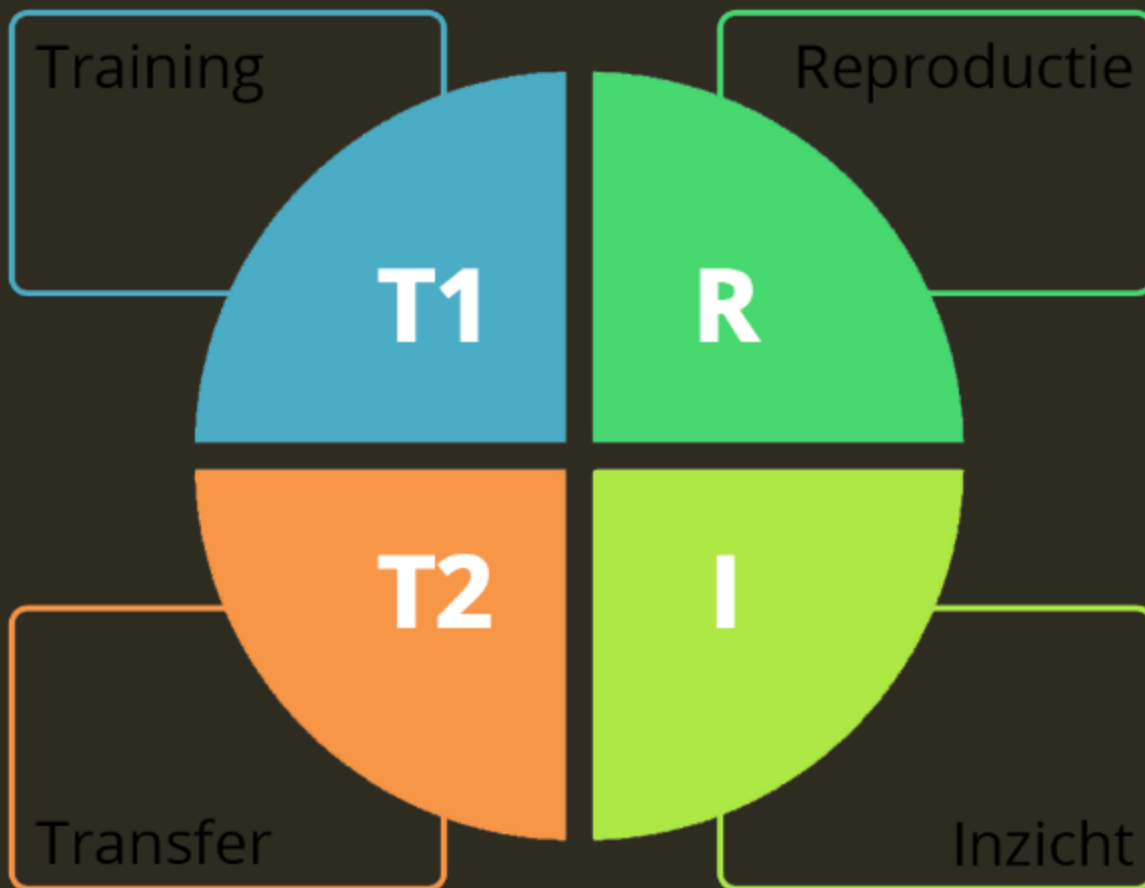 Training
Reproductie
T1
R
T2
I
Transfer
Inzicht